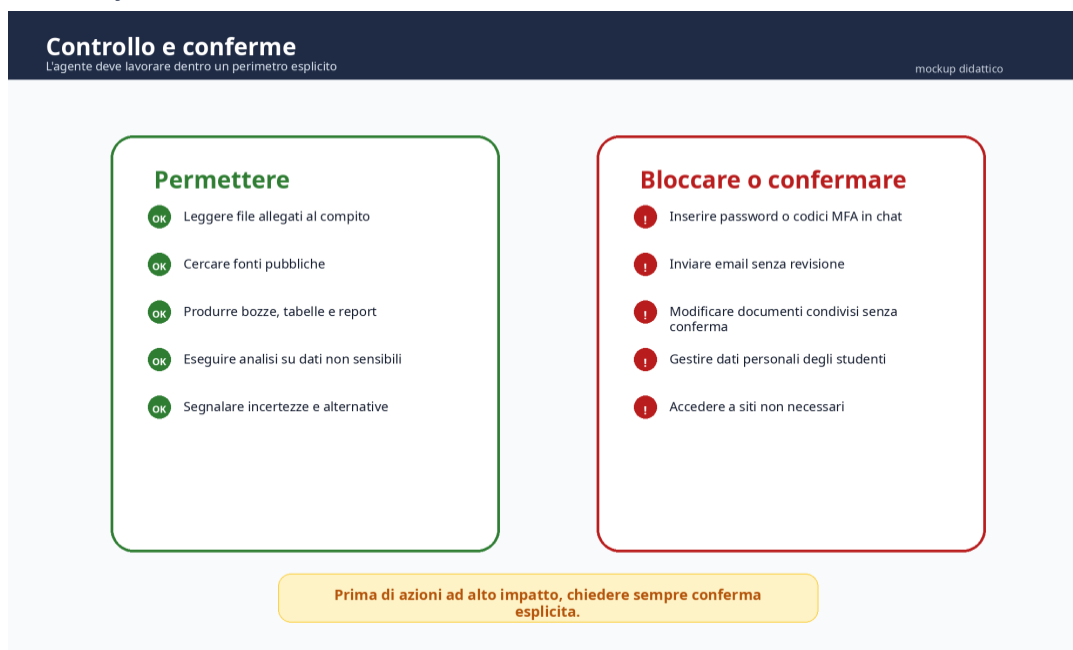 Controllo e conferme
L'agente deve lavorare dentro un perimetro esplicito
mockup didattico
Permettere
OK Leggere file allegati al compito
OK Cercare fonti pubbliche
OK Produrre bozze, tabelle e report
OK Eseguire analisi su dati non sensibili
OK Segnalare incertezze e alternative
Bloccare o confermare
! Inserire password o codici MFA in chat
! Inviare email senza revisione
! Modificare documenti condivisi senza
conferma
! Gestire dati personali degli studenti
! Accedere a siti non necessari
Prima di azioni ad alto impatto, chiedere sempre conferma
esplicita.